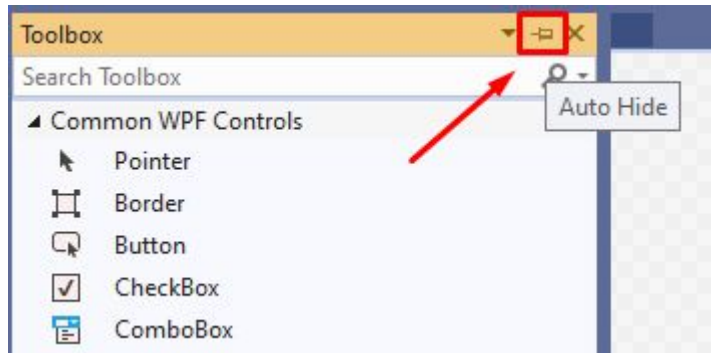 Toolbox
Search Toolbox
Auto Hide
Common WPF Controls
Pointer
Border
Button
CheckBox
ComboBox